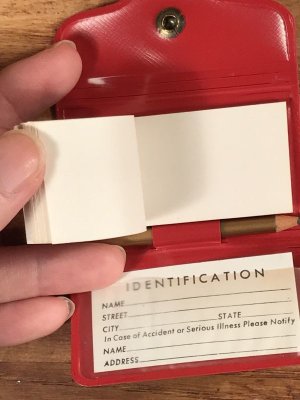 IDENTIFICATION
NAME
STREET STATE
CITY
In Case of Accident or Serious Illness Please Notify
NAME
ADDRESS